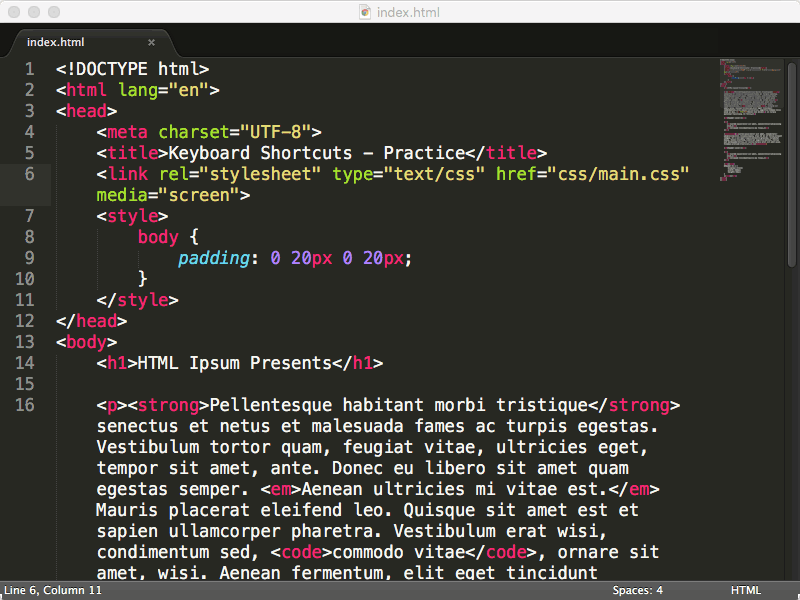 index.html
index.html ×
1 <!DOCTYPE html>
2 <html lang="en">
3 <head>
4 <meta charset="UTF-8">
5 <title>Keyboard Shortcuts - Practice</title>
6 <link rel="stylesheet" type="text/css" href="css/main.css"
media="screen">
7 <style>
8 body {
9 padding: 0 20px 0 20px;
10 }
11 </style>
12 </head>
13 <body>
14 <h1>HTML Ipsum Presents</h1>
15
16 <p><strong>Pellentesque habitant morbi tristique</strong>
senectus et netus et malesuada fames ac turpis egestas.
Vestibulum tortor quam, feugiat vitae, ultricies eget,
tempor sit amet, ante. Donec eu libero sit amet quam
egestas semper. <em>Aenean ultricies mi vitae est.</em>
Mauris placerat eleifend leo. Quisque sit amet est et
sapien ullamcorper pharetra. Vestibulum erat wisi,
condimentum sed, <code>commodo vitae</code>, ornare sit
amet, wisi. Aenean fermentum, elit eget tincidunt
Line 6, Column 11 Spaces: 4 HTML